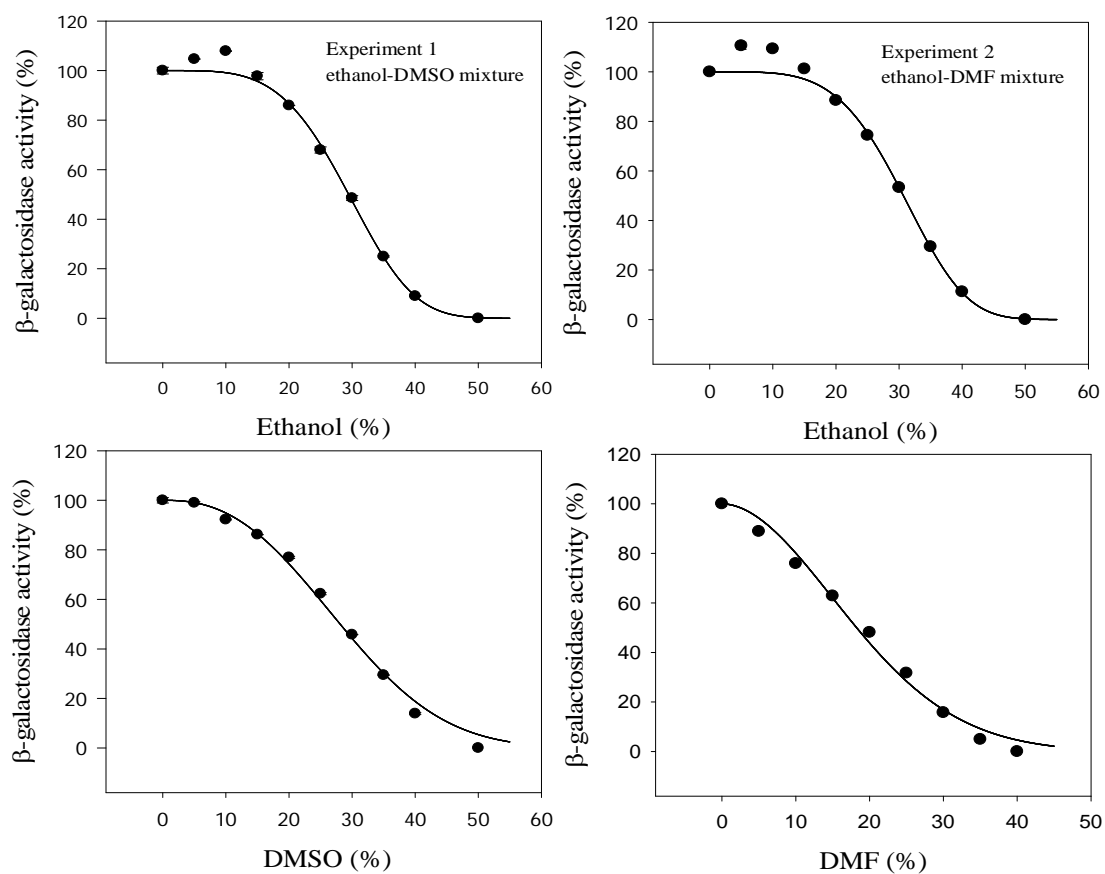 β-galactosidase activity (%)
120
100
80
60
40
20
0
Experiment 1
ethanol-DMSO mixture
0 10 20 30 40 50 60
Ethanol (%)
β-galactosidase activity (%)
120
100
80
60
40
20
0
Experiment 2
ethanol-DMF mixture
0 10 20 30 40 50 60
Ethanol (%)
β-galactosidase activity (%)
120
100
80
60
40
20
0
0 10 20 30 40 50 60
DMSO (%)
β-galactosidase activity (%)
120
100
80
60
40
20
0
0 10 20 30 40 50
DMF (%)